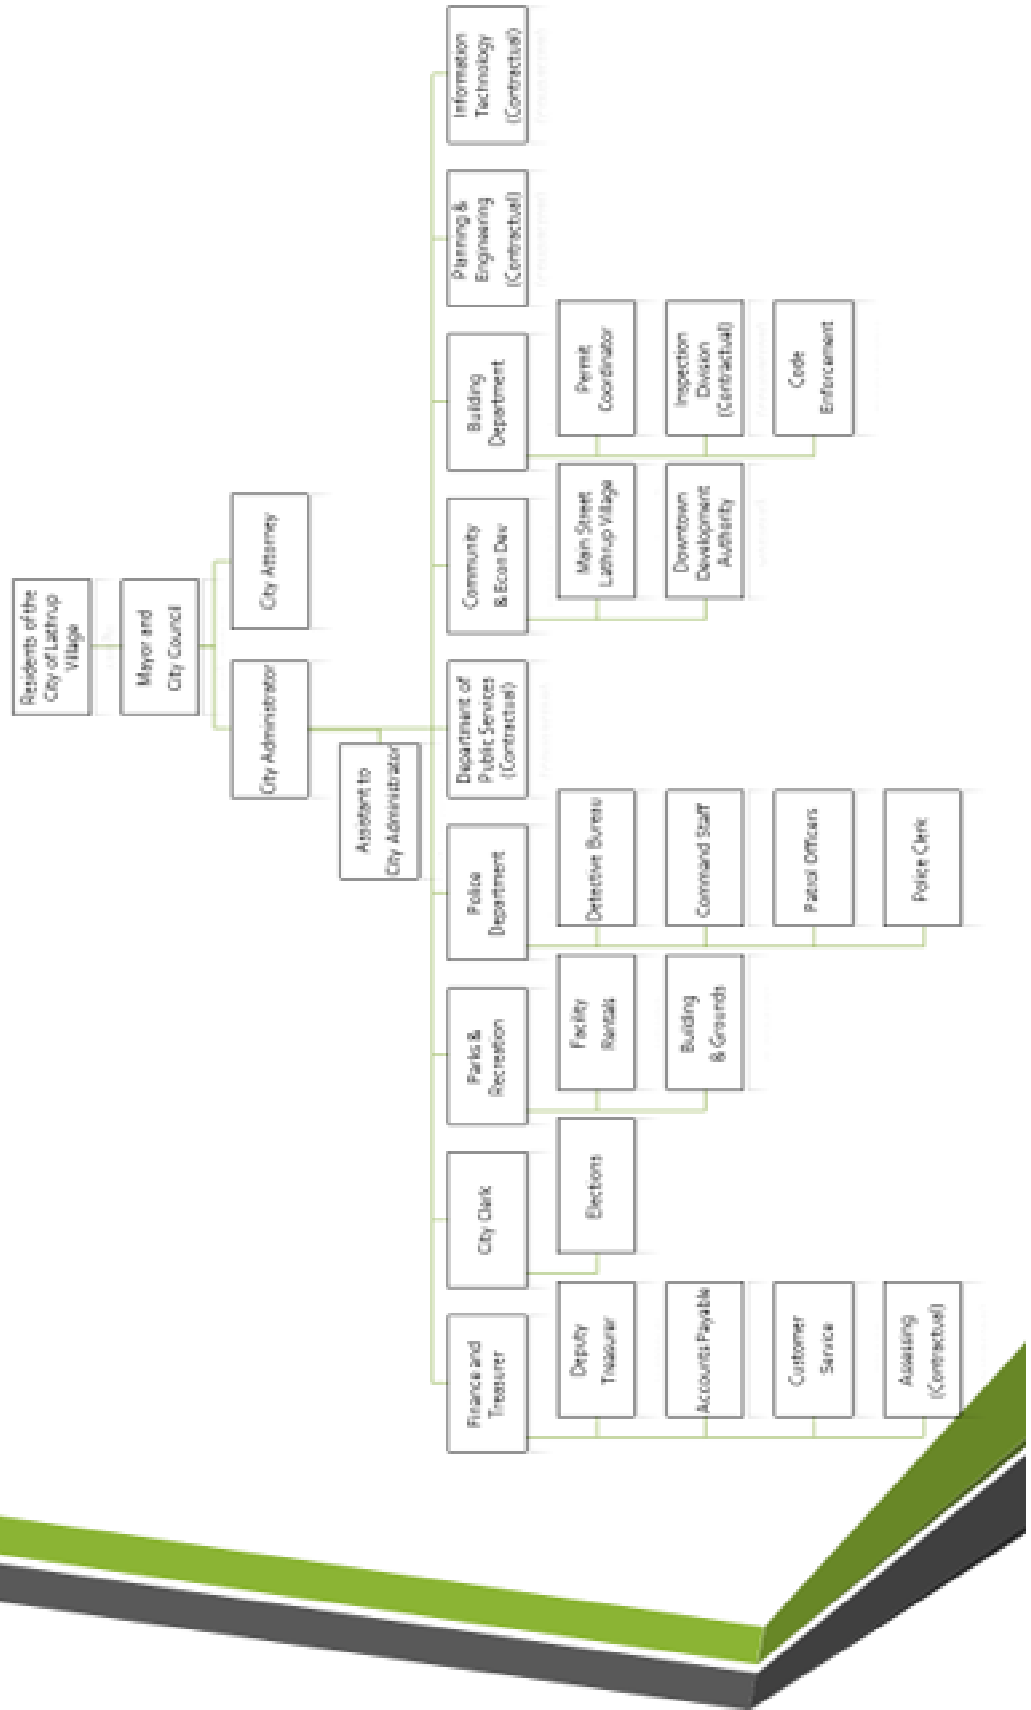 Residents of the
City of Lathrup
Village
Mayor and
City Council
City Administrator
City Attorney
Assistant to
City Administrator
Finance and
Treasurer
Deputy
Treasurer
Accounts Payable
Customer
Service
Assessing
(Contractual)
City Clerk
Elections
Parks &
Recreation
Facility
Rentals
Building
& Grounds
Police
Department
Detective Bureau
Command Staff
Patrol Officers
Police Clerk
Department of
Public Services
(Contractual)
Community
& Econ Dev
Main Street
Lathrup Village
Downtown
Development
Authority
Building
Department
Permit
Coordinator
Inspection
Division
(Contractual)
Code
Enforcement
Planning &
Engineering
(Contractual)
Information
Technology
(Contractual)